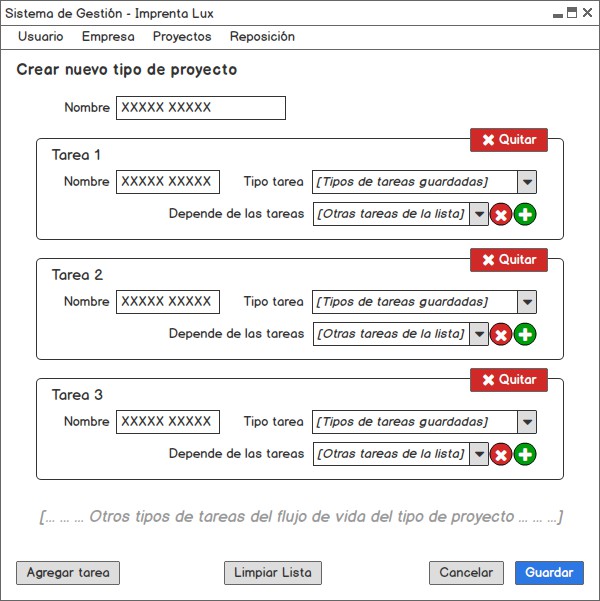 Sistema de Gestión - Imprenta Lux
Usuario Empresa Proyectos Reposición
Crear nuevo tipo de proyecto
Nombre XXXXX XXXXX
Quitar
Tarea 1
Nombre XXXXX XXXXX Tipo tarea [Tipos de tareas guardadas]
Depende de las tareas [Otras tareas de la lista]
Quitar
Tarea 2
Nombre XXXXX XXXXX Tipo tarea [Tipos de tareas guardadas]
Depende de las tareas [Otras tareas de la lista]
Quitar
Tarea 3
Nombre XXXXX XXXXX Tipo tarea [Tipos de tareas guardadas]
Depende de las tareas [Otras tareas de la lista]
[... ... ... Otros tipos de tareas del flujo de vida del tipo de proyecto ... ... ...]
Agregar tarea Limpiar Lista Cancelar Guardar